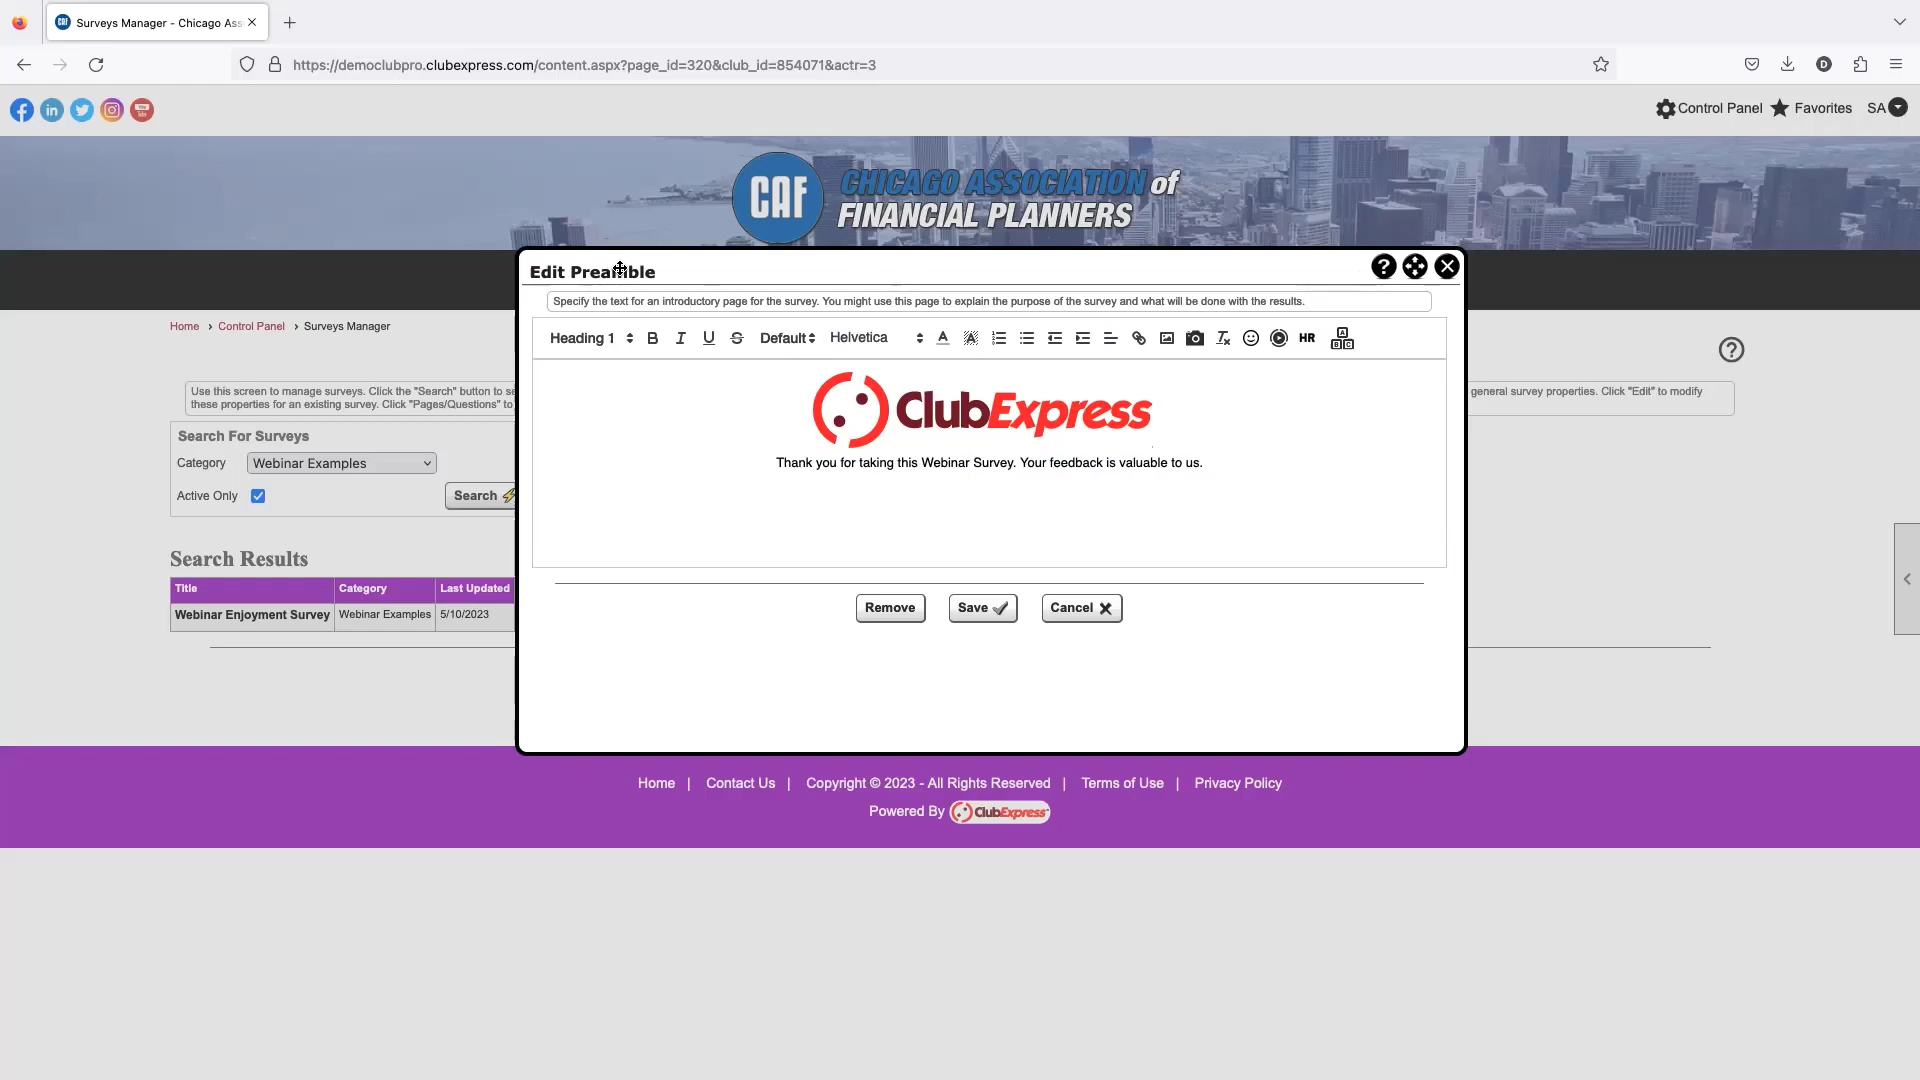 Surveys Manager - Chicago Ass
https://democlubpro.clubexpress.com/content.aspx?page_id=320&club_id=854071&actr=3
Control Panel Favorites SA
CAF
CHICAGO ASSOCIATION of
FINANCIAL PLANNERS
Edit Preamble
Specify the text for an introductory page for the survey. You might use this page to explain the purpose of the survey and what will be done with the results.
Home › Control Panel › Surveys Manager
Heading 1 B I U S Default Helvetica A HR
Use this screen to manage surveys. Click the "Search" button to se
general survey properties. Click "Edit" to modify
these properties for an existing survey. Click "Pages/Questions" to
ClubExpress
Thank you for taking this Webinar Survey. Your feedback is valuable to us.
Search For Surveys
Category Webinar Examples
Active Only Search
Search Results
Title Category Last Updated
Webinar Enjoyment Survey Webinar Examples 5/10/2023
Remove Save Cancel
Home | Contact Us | Copyright © 2023 - All Rights Reserved | Terms of Use | Privacy Policy
Powered By ClubExpress